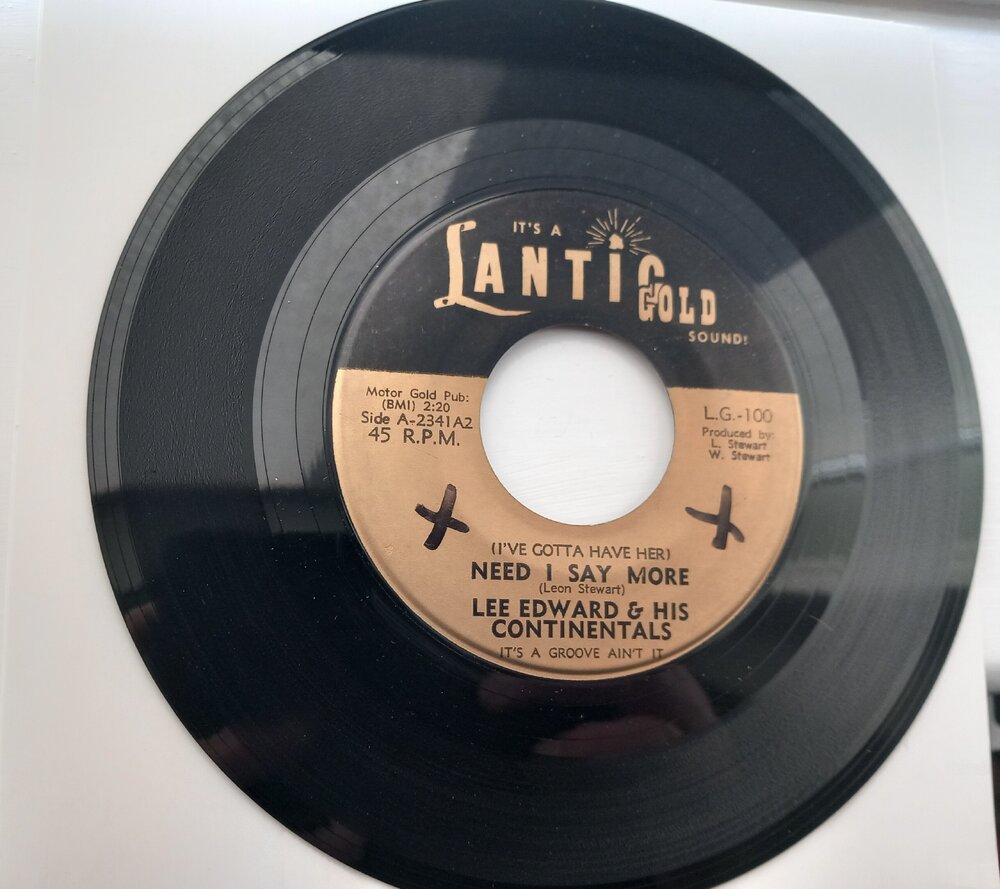 IT'S A
LANTIC GOLD
SOUND!
Motor Gold Pub:
(BMI) 2:20
Side A-2341A2
45 R.P.M.
L.G.-100
Produced by:
L. Stewart
W. Stewart
(I'VE GOTTA HAVE HER)
NEED I SAY MORE
(Leon Stewart)
LEE EDWARD & HIS
CONTINENTALS
IT'S A GROOVE AIN'T IT